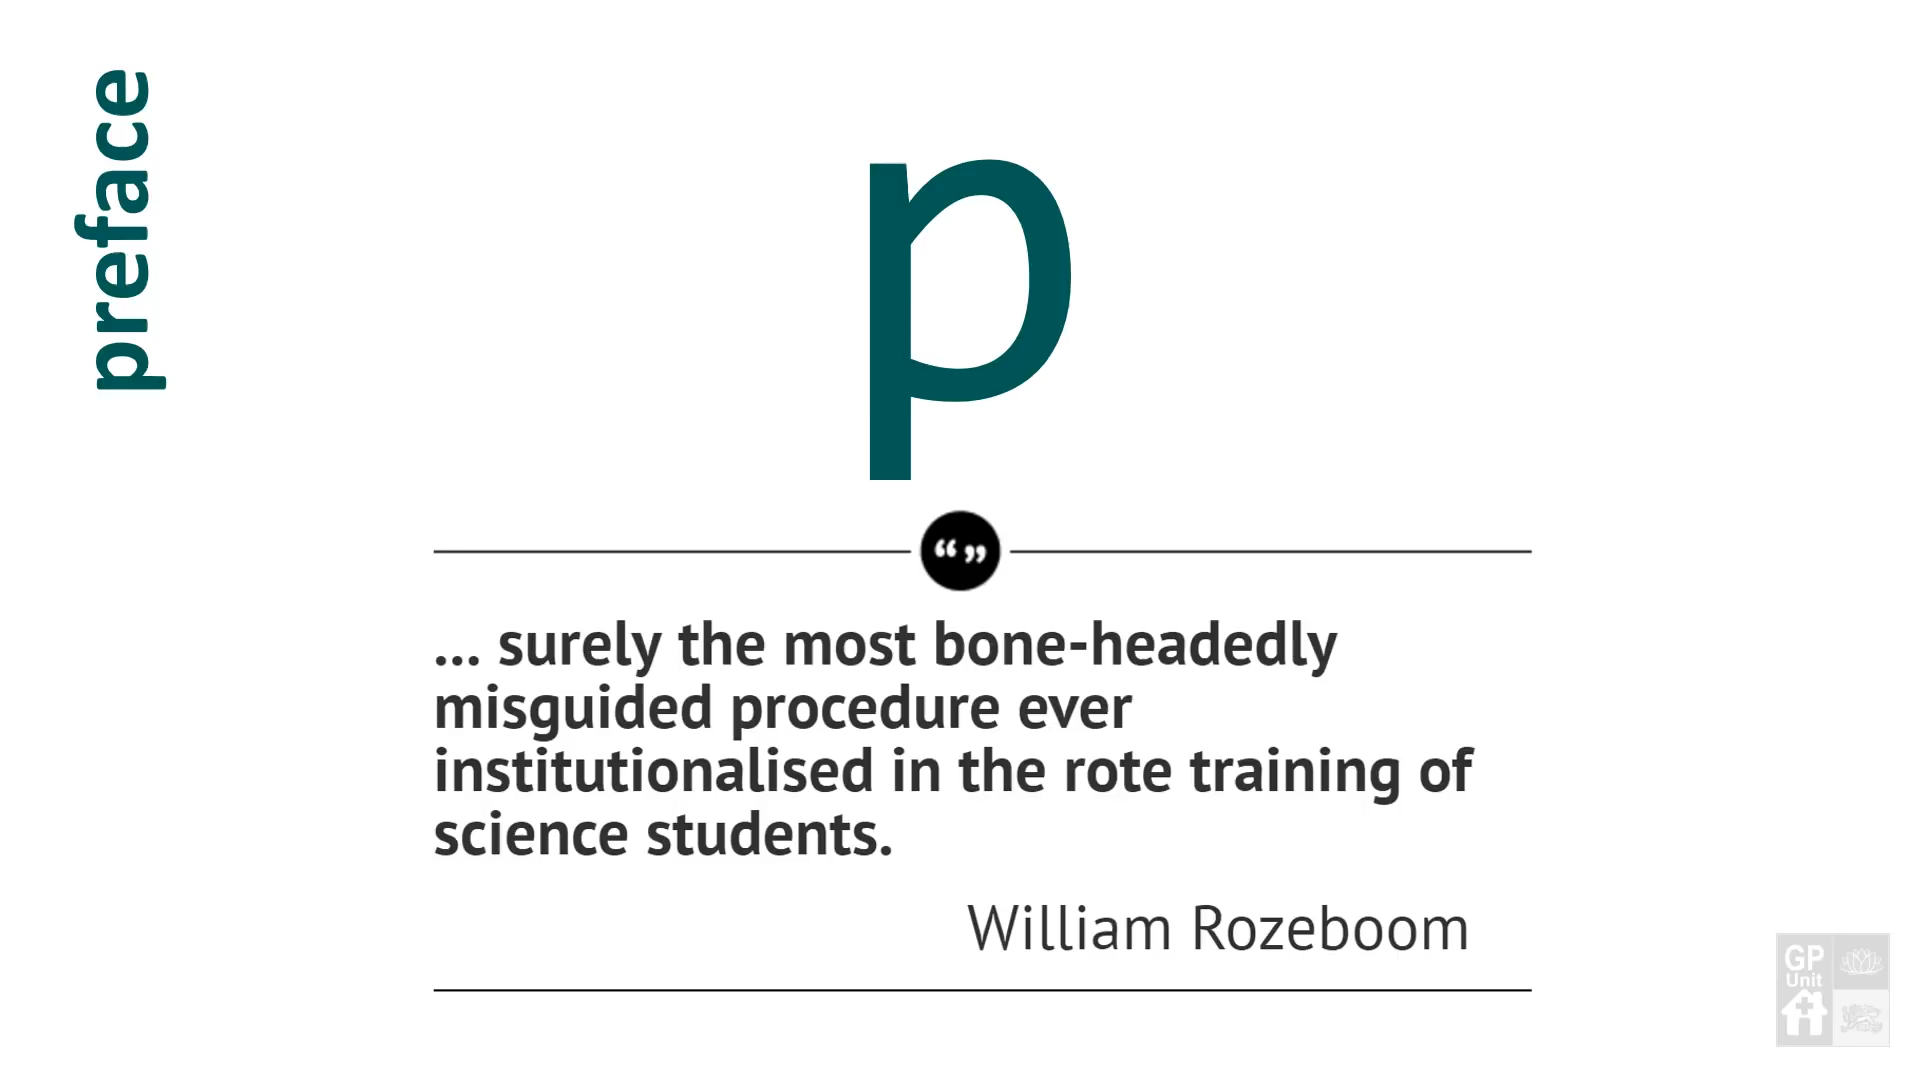 preface
p
“ ”
... surely the most bone-headedly
misguided procedure ever
institutionalised in the rote training of
science students.
William Rozeboom
GP
Unit